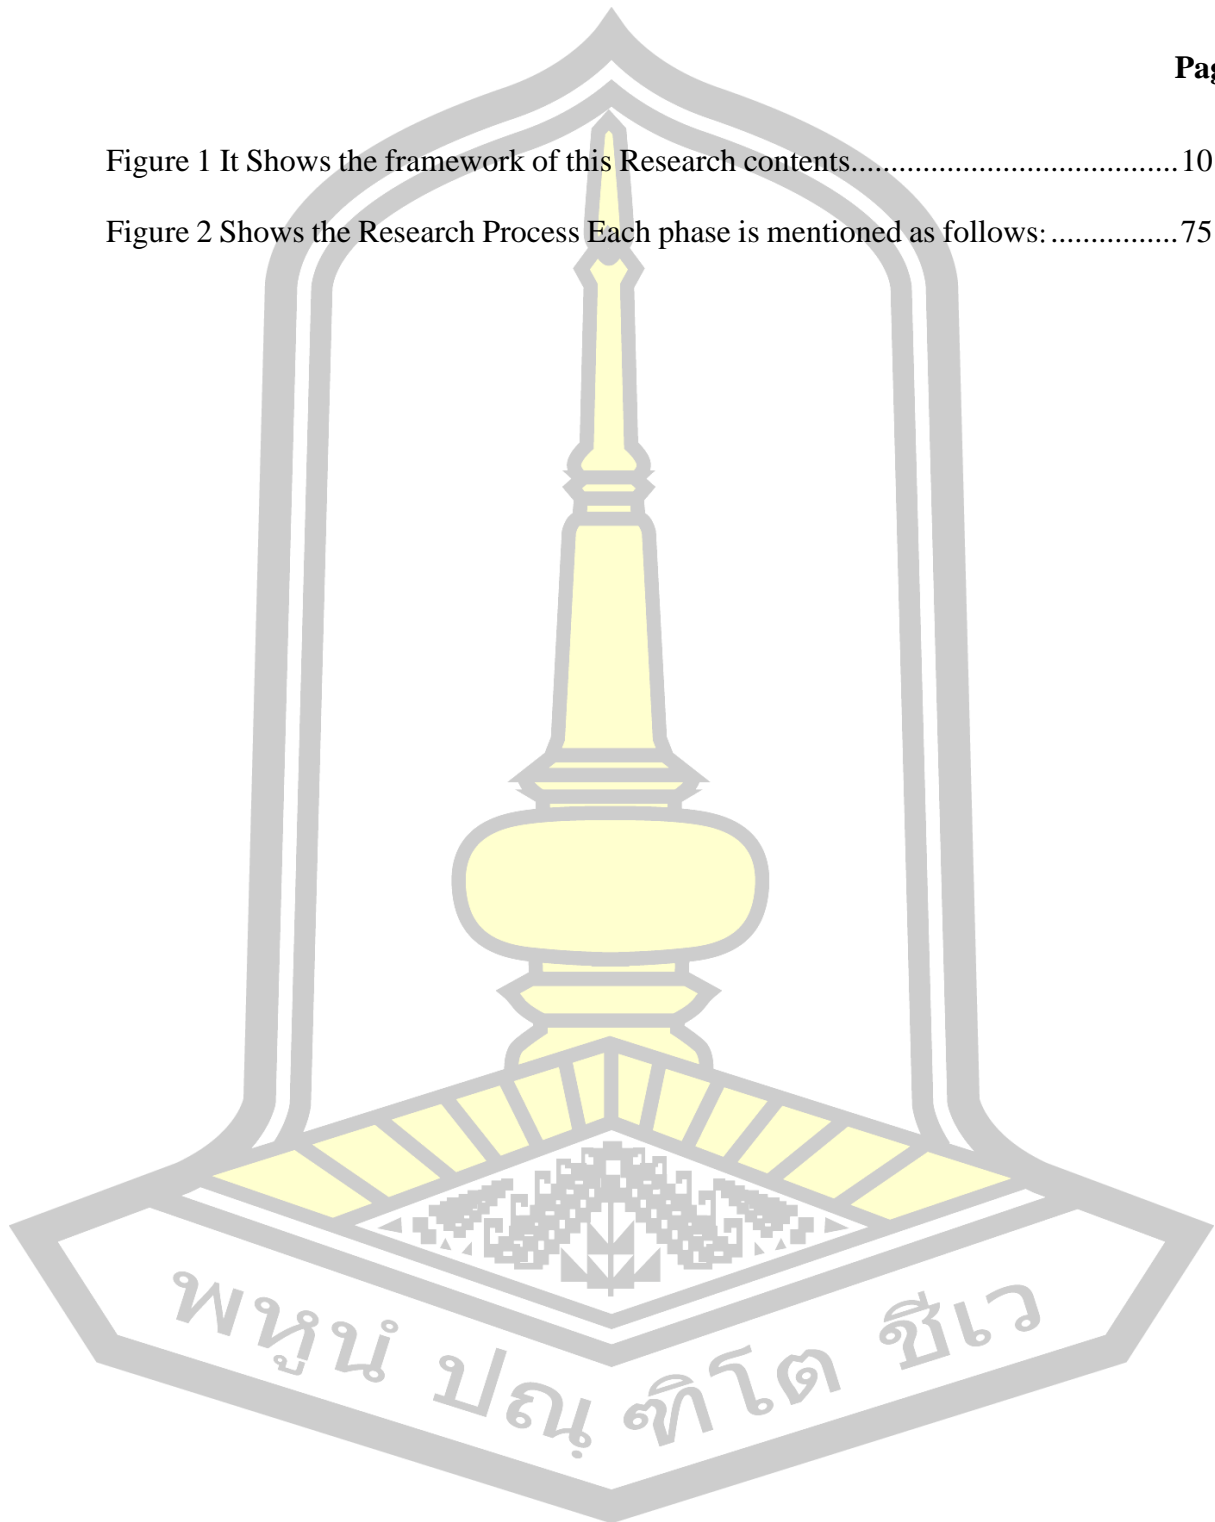 Pag
Figure 1 It Shows the framework of this Research contents.........................................10
Figure 2 Shows the Research Process Each phase is mentioned as follows:................75
พหูนํ ปณฺฑิโต ชีเว